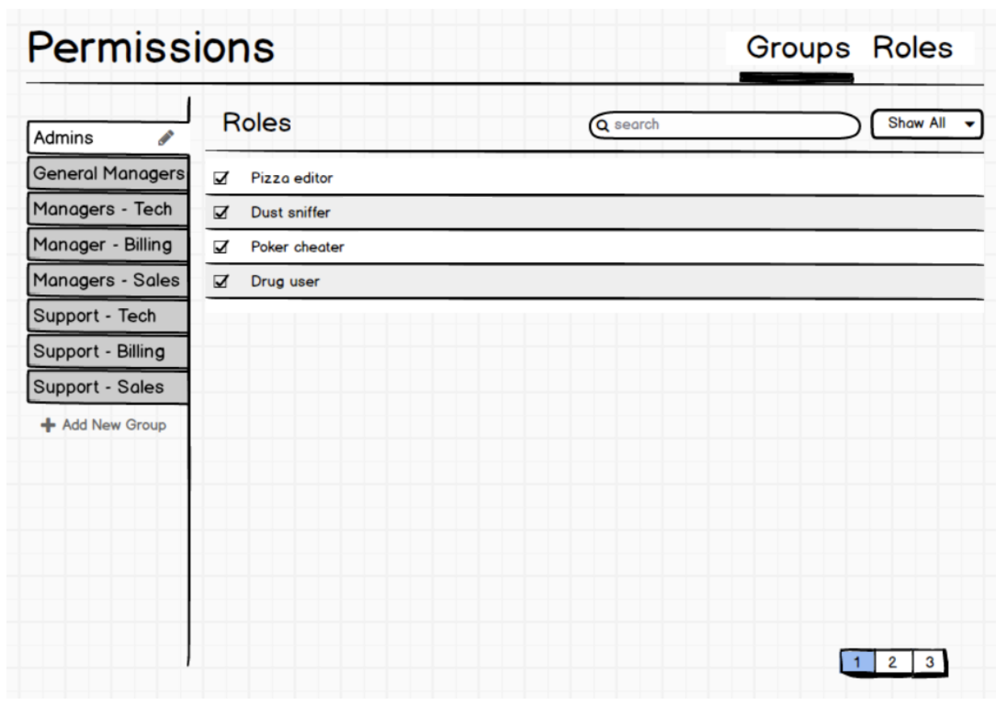 Permissions
Groups Roles
Admins
General Managers
Managers - Tech
Manager - Billing
Managers - Sales
Support - Tech
Support - Billing
Support - Sales
Add New Group
Roles
search
Show All
Pizza editor
Dust sniffer
Poker cheater
Drug user
1 2 3